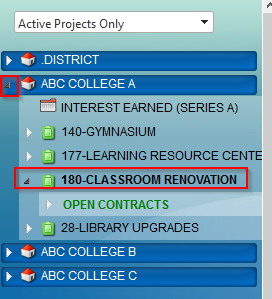 Active Projects Only
.DISTRICT
ABC COLLEGE A
INTEREST EARNED (SERIES A)
140-GYMNASIUM
177-LEARNING RESOURCE CENTE
180-CLASSROOM RENOVATION
OPEN CONTRACTS
28-LIBRARY UPGRADES
ABC COLLEGE B
ABC COLLEGE C